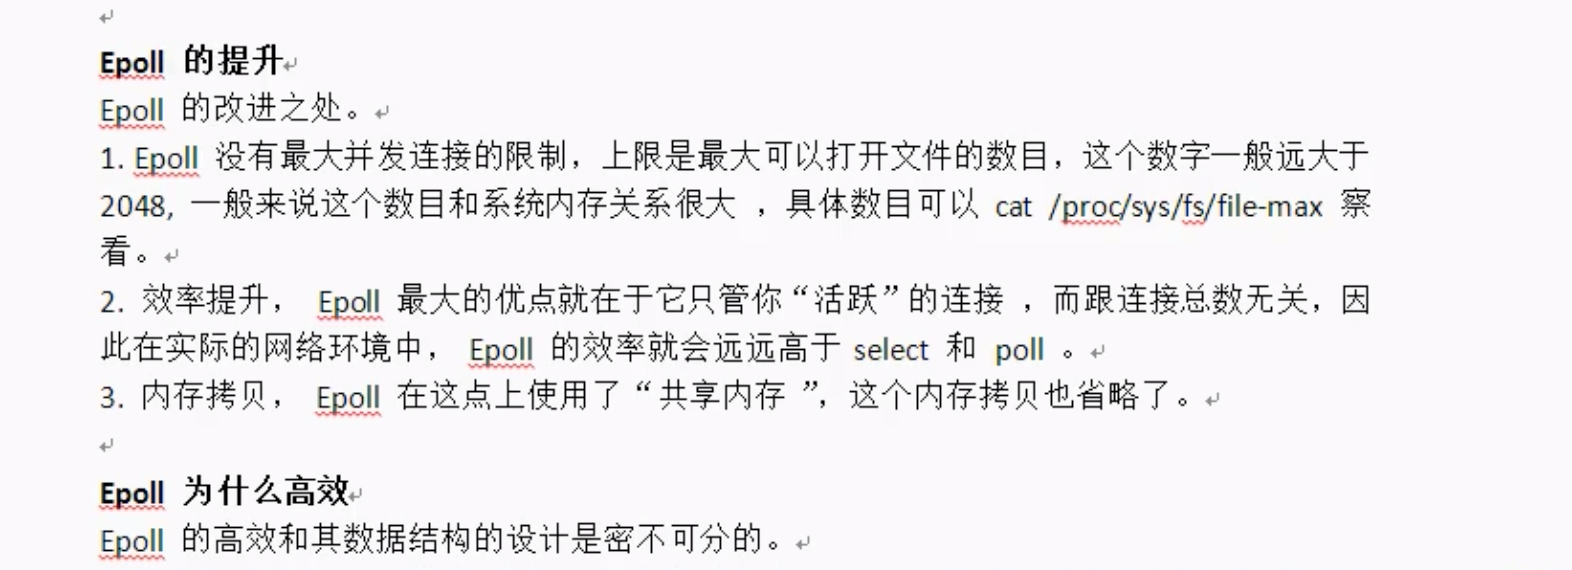 Epoll 的提升
Epoll 的改进之处。
1. Epoll 没有最大并发连接的限制，上限是最大可以打开文件的数目，这个数字一般远大于
2048, 一般来说这个数目和系统内存关系很大 ，具体数目可以 cat /proc/sys/fs/file-max 察
看。
2. 效率提升， Epoll 最大的优点就在于它只管你“活跃”的连接 ，而跟连接总数无关，因
此在实际的网络环境中， Epoll 的效率就会远远高于 select 和 poll 。
3. 内存拷贝， Epoll 在这点上使用了“共享内存 ”，这个内存拷贝也省略了。
Epoll 为什么高效
Epoll 的高效和其数据结构的设计是密不可分的。